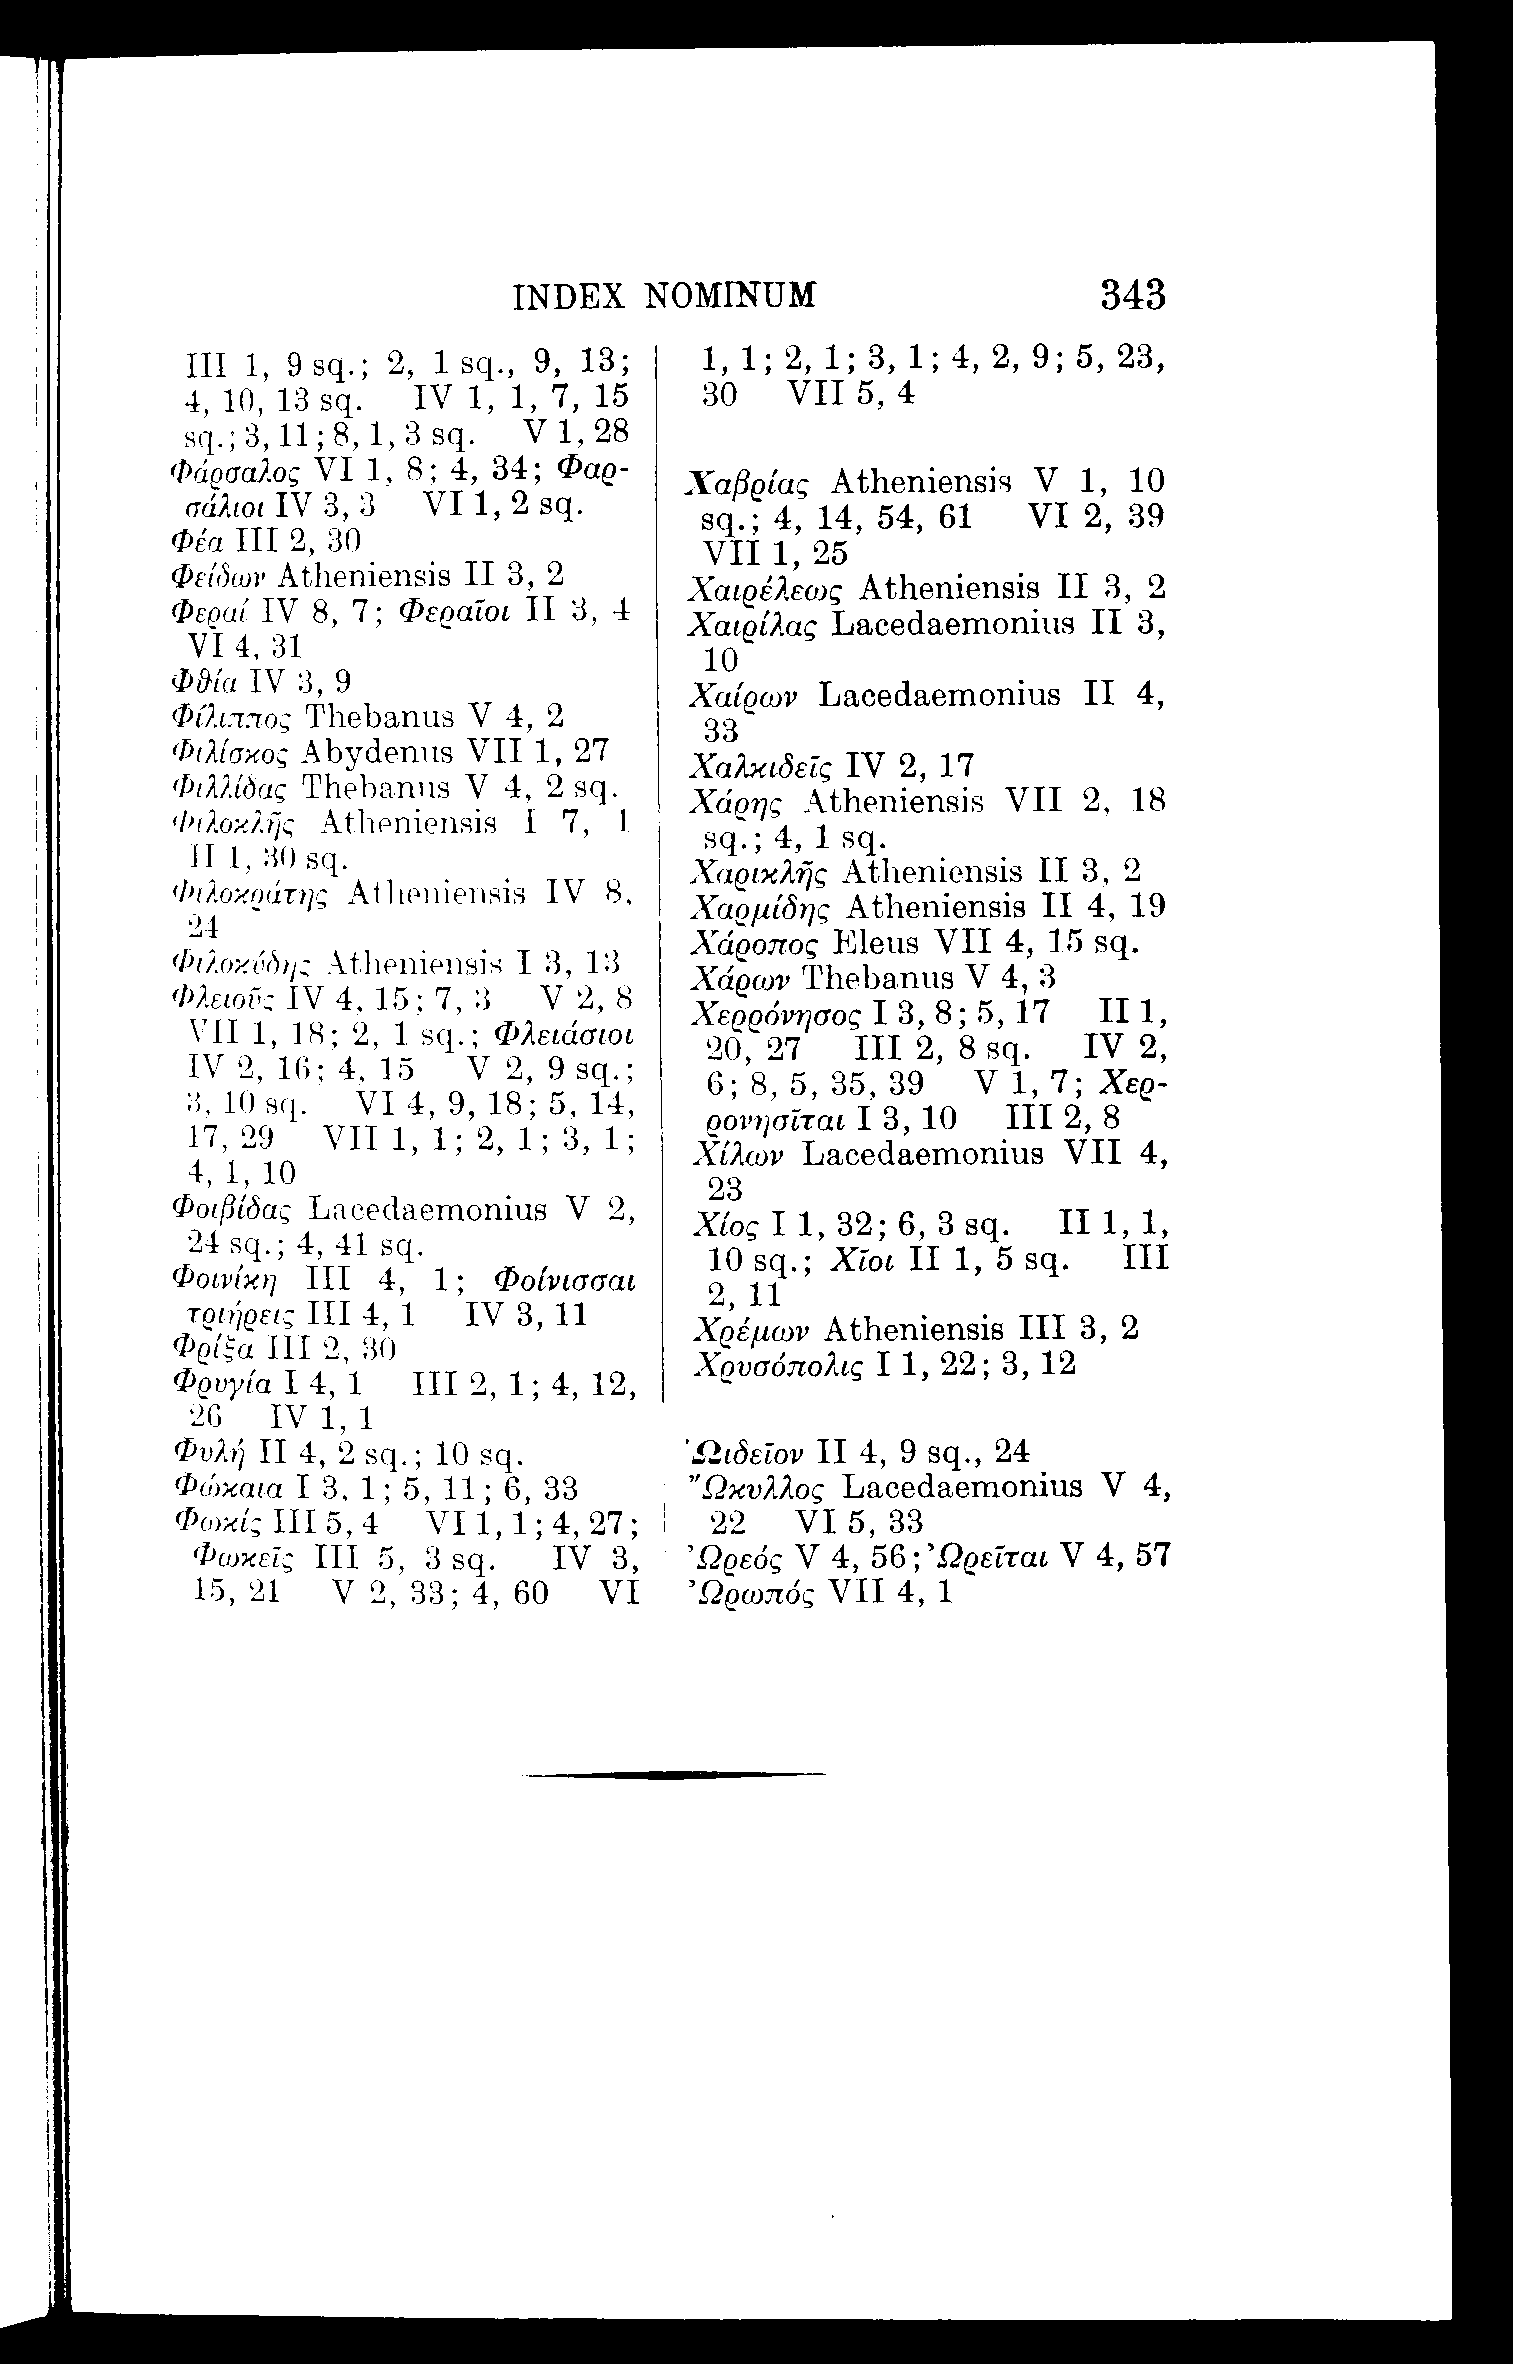 INDEX NOMINUM 343
III 1, 9 sq.; 2, 1 sq., 9, 13;
4, 10, 13 sq. IV 1, 1, 7, 15
sq.; 3, 11; 8, 1, 3 sq. V 1, 28
Φάρσαλος VI 1, 8; 4, 34; Φαρ-
σάλιοι IV 3, 3 VI 1, 2 sq.
Φέα III 2, 30
Φείδων Atheniensis II 3, 2
Φεραί IV 8, 7; Φεραῖοι II 3, 4
VI 4, 31
Φθία IV 3, 9
Φίλιππος Thebanus V 4, 2
Φιλίσκος Abydenus VII 1, 27
Φιλλίδας Thebanus V 4, 2 sq.
Φιλοκλῆς Atheniensis I 7, 1
II 1, 30 sq.
Φιλοκράτης Atheniensis IV 8,
24
Φιλοκύδης Atheniensis I 3, 13
Φλειοῦς IV 4, 15; 7, 3 V 2, 8
VII 1, 18; 2, 1 sq.; Φλειάσιοι
IV 2, 16; 4, 15 V 2, 9 sq.;
3, 10 sq. VI 4, 9, 18; 5, 14,
17, 29 VII 1, 1; 2, 1; 3, 1;
4, 1, 10
Φοιβίδας Lacedaemonius V 2,
24 sq.; 4, 41 sq.
Φοινίκη III 4, 1; Φοίνισσαι
τριήρεις III 4, 1 IV 3, 11
Φρίξα III 2, 30
Φρυγία I 4, 1 III 2, 1; 4, 12,
26 IV 1, 1
Φυλή II 4, 2 sq.; 10 sq.
Φώκαια I 3, 1; 5, 11; 6, 33
Φωκίς III 5, 4 VI 1, 1; 4, 27;
Φωκεῖς III 5, 3 sq. IV 3,
15, 21 V 2, 33; 4, 60 VI
1, 1; 2, 1; 3, 1; 4, 2, 9; 5, 23,
30 VII 5, 4
Χαβρίας Atheniensis V 1, 10
sq.; 4, 14, 54, 61 VI 2, 39
VII 1, 25
Χαιρέλεως Atheniensis II 3, 2
Χαιρίλας Lacedaemonius II 3,
10
Χαίρων Lacedaemonius II 4,
33
Χαλκιδεῖς IV 2, 17
Χάρης Atheniensis VII 2, 18
sq.; 4, 1 sq.
Χαρικλῆς Atheniensis II 3, 2
Χαρμίδης Atheniensis II 4, 19
Χάροπος Eleus VII 4, 15 sq.
Χάρων Thebanus V 4, 3
Χερρόνησος I 3, 8; 5, 17 II 1,
20, 27 III 2, 8 sq. IV 2,
6; 8, 5, 35, 39 V 1, 7; Χερ-
ρονησῖται I 3, 10 III 2, 8
Χίλων Lacedaemonius VII 4,
23
Χίος I 1, 32; 6, 3 sq. II 1, 1,
10 sq.; Χῖοι II 1, 5 sq. III
2, 11
Χρέμων Atheniensis III 3, 2
Χρυσόπολις I 1, 22; 3, 12
Ὠιδεῖον II 4, 9 sq., 24
Ὤκυλλος Lacedaemonius V 4,
22 VI 5, 33
Ὠρεός V 4, 56; Ὠρεῖται V 4, 57
Ὠρωπός VII 4, 1